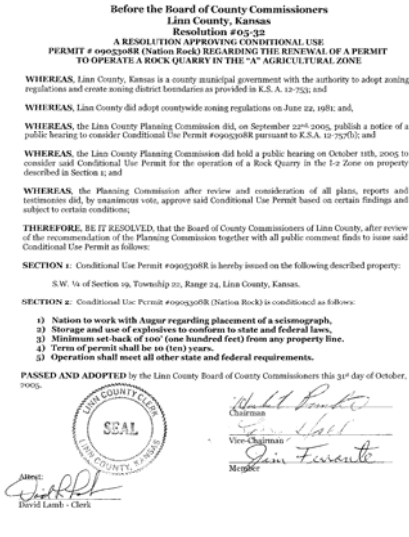 Before the Board of County Commissioners
Linn County, Kansas
Resolution #05-32
A RESOLUTION APPROVING CONDITIONAL USE
PERMIT # 0905308R (Nation Rock) REGARDING THE RENEWAL OF A PERMIT
TO OPERATE A ROCK QUARRY IN THE "A" AGRICULTURAL ZONE
WHEREAS, Linn County, Kansas is a county municipal government with the authority to adopt zoning
regulations and create zoning district boundaries as provided in K.S. A. 12-753; and
WHEREAS, Linn County did adopt countywide zoning regulations on June 22, 1981; and,
WHEREAS, the Linn County Planning Commission did, on September 22nd, 2005, publish a notice of a
public hearing to consider Conditional Use Permit #0905308R pursuant to K.S.A. 12-757(b); and
WHEREAS, the Linn County Planning Commission did hold a public hearing on October 11th, 2005 to
consider said Conditional Use Permit for the operation of a Rock Quarry in the I-2 Zone on property
described in Section 1; and
WHEREAS, the Planning Commission after review and consideration of all plans, reports and
testimonies did, by unanimous vote, approve said Conditional Use Permit based on certain findings and
subject to certain conditions;
THEREFORE, BE IT RESOLVED, that the Board of Commissioners of Linn County, after review
of the recommendation of the Planning Commission together with all public comment finds to issue said
Conditional Use Permit as follows:
SECTION 1: Conditional Use Permit #0905308R is hereby issued on the following described property:
S.W. ¼ of Section 19, Township 22, Range 24, Linn County, Kansas.
SECTION 2: Conditional Use Permit #0905308R (Nation Rock) is conditioned as follows:
1) Nation to work with Augur regarding placement of a seismograph,
2) Storage and use of explosives to conform to state and federal laws,
3) Minimum set-back of 100' (one hundred feet) from any property line.
4) Term of permit shall be 10 (ten) years.
5) Operation shall meet all other state and federal requirements.
PASSED AND ADOPTED by the Linn County Board of County Commissioners this 31st day of October,
2005.
LINN COUNTY CLERK
SEAL
LINN COUNTY, KANSAS
Chairman
Vice-Chairman
Jim Ferrante
Member
Attest:
David Lamb - Clerk